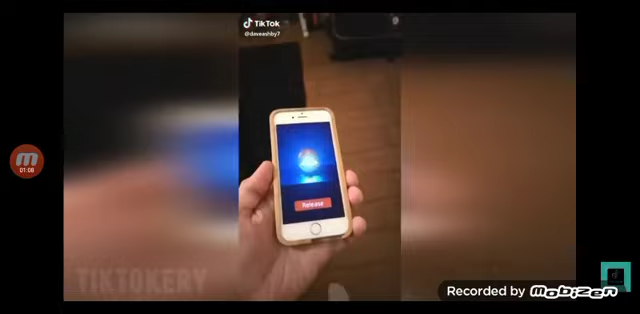 TikTok
@daveashby7
01:08
Release
TIKTOKERY
Recorded by mobizen